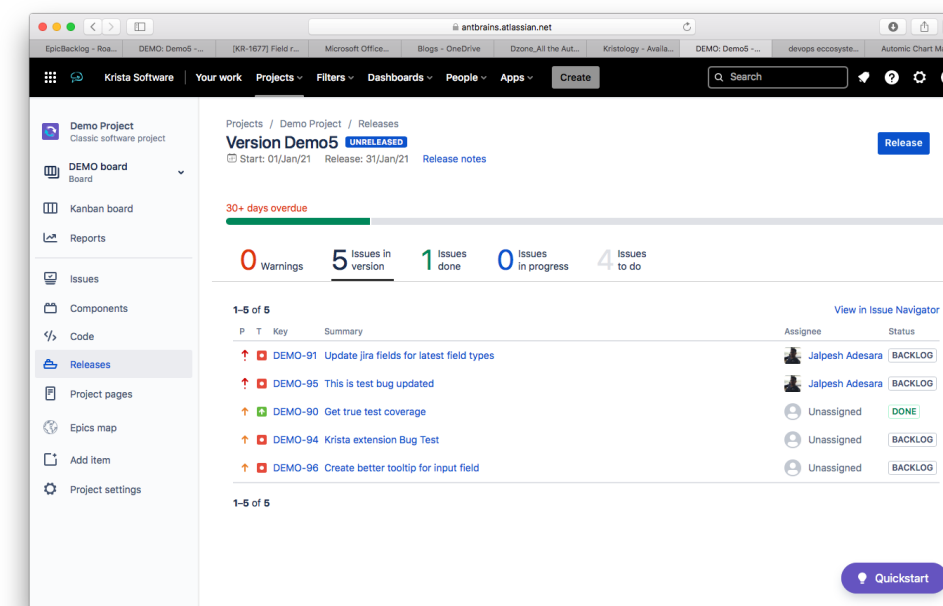 antbrains.atlassian.net
EpicBacklog - Roa... DEMO: Demo5 -... [KR-1677] Field r... Microsoft Office... Blogs - OneDrive Dzone_All the Aut... Kristology - Availa... DEMO: Demo5 -... devops eccosyste... Automic Chart Ma
Krista Software Your work Projects Filters Dashboards People Apps Create Search
Demo Project
Classic software project
DEMO board
Board
Kanban board
Reports
Issues
Components
Code
Releases
Project pages
Epics map
Add item
Project settings
Projects / Demo Project / Releases
Version Demo5 UNRELEASED
Release
Start: 01/Jan/21 Release: 31/Jan/21 Release notes
30+ days overdue
0 Warnings 5 Issues in version 1 Issues done 0 Issues in progress 4 Issues to do
1–5 of 5 View in Issue Navigator
P T Key Summary Assignee Status
DEMO-91 Update jira fields for latest field types Jalpesh Adesara BACKLOG
DEMO-95 This is test bug updated Jalpesh Adesara BACKLOG
DEMO-90 Get true test coverage Unassigned DONE
DEMO-94 Krista extension Bug Test Unassigned BACKLOG
DEMO-96 Create better tooltip for input field Unassigned BACKLOG
1–5 of 5
Quickstart